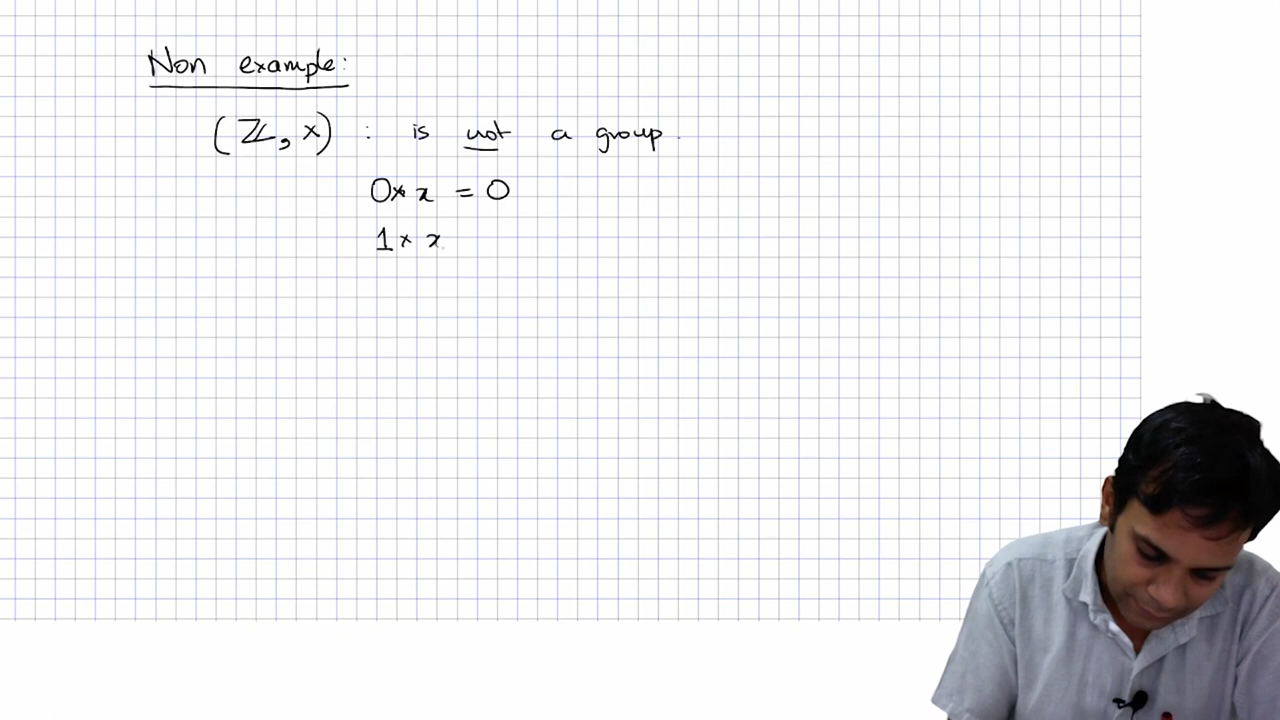 Non example:
(ℤ, ×) : is not a group.
0 × x = 0
1 × x